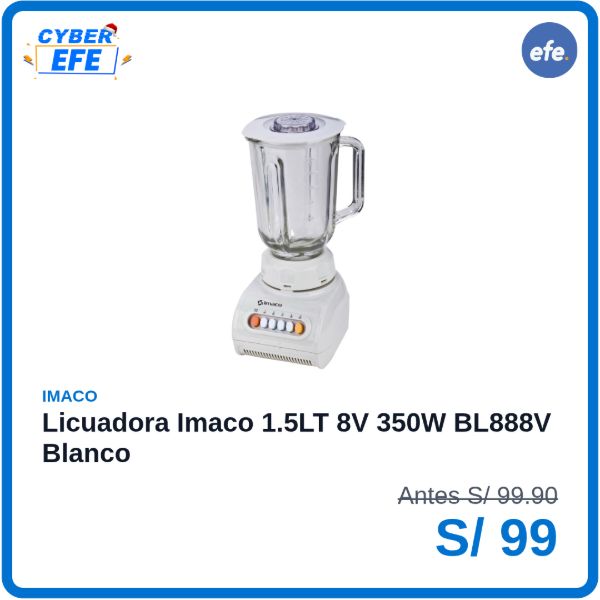 CYBER
EFE
efe.
imaco
IMACO
Licuadora Imaco 1.5LT 8V 350W BL888V
Blanco
Antes S/ 99.90
S/ 99